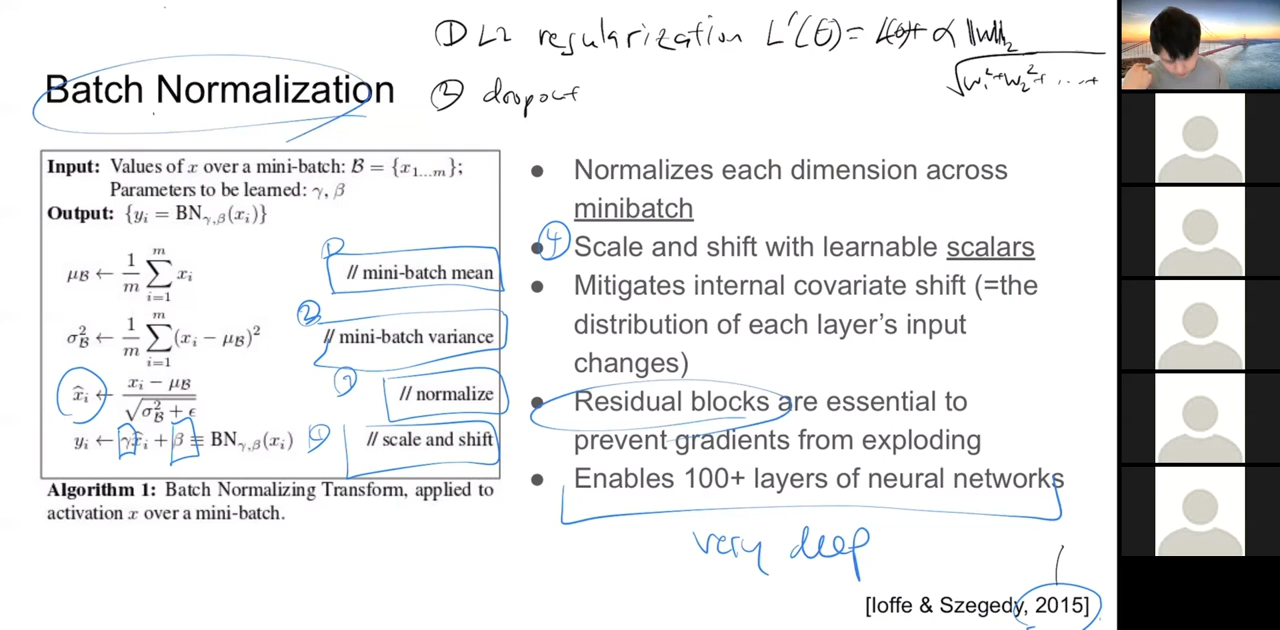 ① L2 regularization L'(θ) = L(θ) + α ||w||₂
√w₁² + w₂² + ....+
Batch Normalization
② dropout
Input: Values of x over a mini-batch: B = {x₁...ₘ};
Parameters to be learned: γ, β
Output: {yᵢ = BNγ,β(xᵢ)}
μB ← 1/m ∑ᵢ₌₁ᵐ xᵢ // mini-batch mean
①
σ²B ← 1/m ∑ᵢ₌₁ᵐ (xᵢ − μB)² // mini-batch variance
②
x̂ᵢ ← (xᵢ − μB) / √(σ²B + ϵ) // normalize
yᵢ ← γx̂ᵢ + β ≡ BNγ,β(xᵢ) // scale and shift
Algorithm 1: Batch Normalizing Transform, applied to
activation x over a mini-batch.
● Normalizes each dimension across
minibatch
④
● Scale and shift with learnable scalars
● Mitigates internal covariate shift (=the
distribution of each layer's input
changes)
● Residual blocks are essential to
prevent gradients from exploding
● Enables 100+ layers of neural networks
very deep
[Ioffe & Szegedy, 2015]